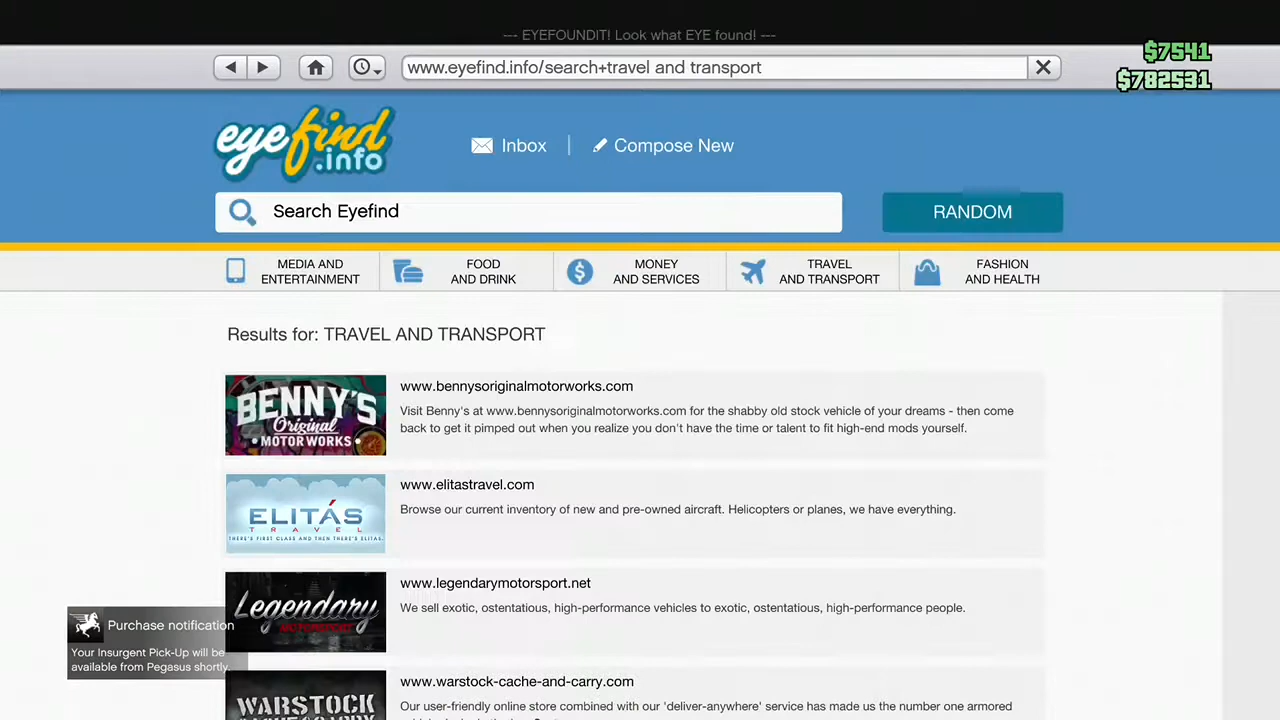 --- EYEFOUNDIT! Look what EYE found! ---
$7541
www.eyefind.info/search+travel and transport
$782531
eyefind
.info
Inbox
Compose New
Search Eyefind
RANDOM
MEDIA AND
ENTERTAINMENT
FOOD
AND DRINK
MONEY
AND SERVICES
TRAVEL
AND TRANSPORT
FASHION
AND HEALTH
Results for: TRAVEL AND TRANSPORT
BENNY'S
Original
MOTOR WORKS
www.bennysoriginalmotorworks.com
Visit Benny's at www.bennysoriginalmotorworks.com for the shabby old stock vehicle of your dreams - then come
back to get it pimped out when you realize you don't have the time or talent to fit high-end mods yourself.
ELITÁS
TRAVEL
THERE'S FIRST CLASS AND THEN THERE'S ELITAS
www.elitastravel.com
Browse our current inventory of new and pre-owned aircraft. Helicopters or planes, we have everything.
Legendary
MOTORSPORT
www.legendarymotorsport.net
We sell exotic, ostentatious, high-performance vehicles to exotic, ostentatious, high-performance people.
Purchase notification
Your Insurgent Pick-Up will be
available from Pegasus shortly.
WARSTOCK
www.warstock-cache-and-carry.com
Our user-friendly online store combined with our 'deliver-anywhere' service has made us the number one armored